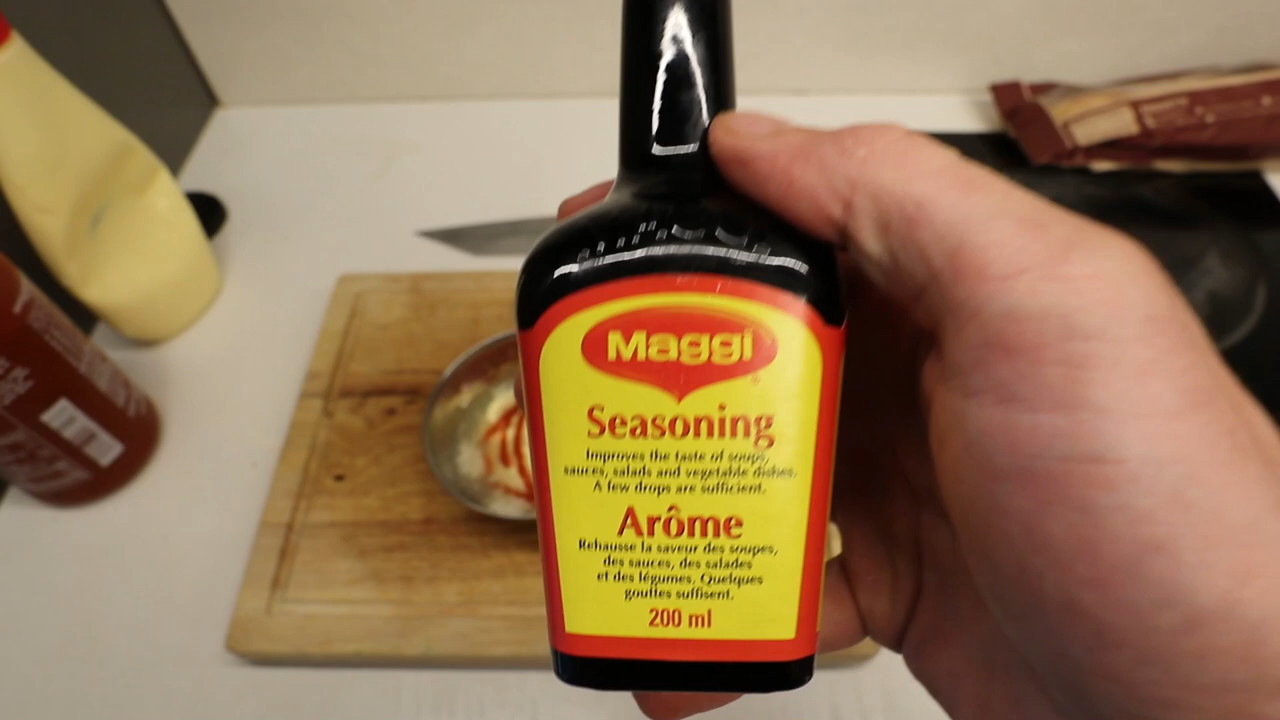 Maggi
Seasoning
Improves the taste of soups,
sauces, salads and vegetable dishes.
A few drops are sufficient.
Arôme
Rehausse la saveur des soupes,
des sauces, des salades
et des légumes. Quelques
gouttes suffisent.
200 ml